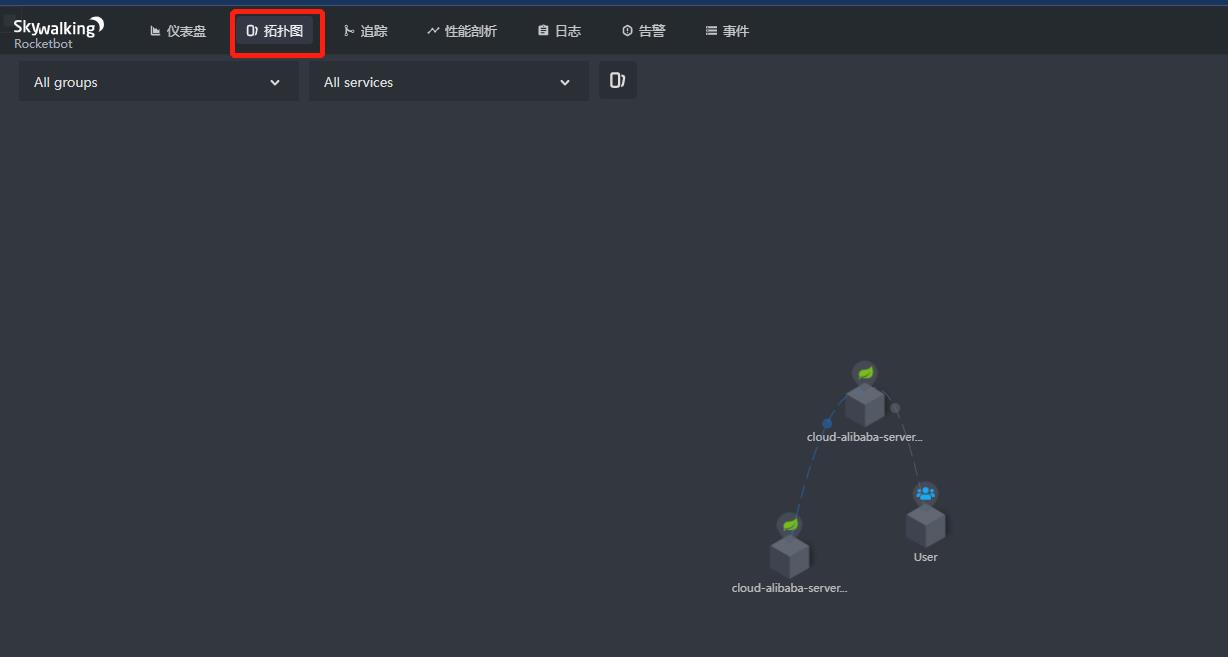 Skywalking
Rocketbot
仪表盘
拓扑图
追踪
性能剖析
日志
告警
事件
All groups
All services
cloud-alibaba-server...
User
cloud-alibaba-server...